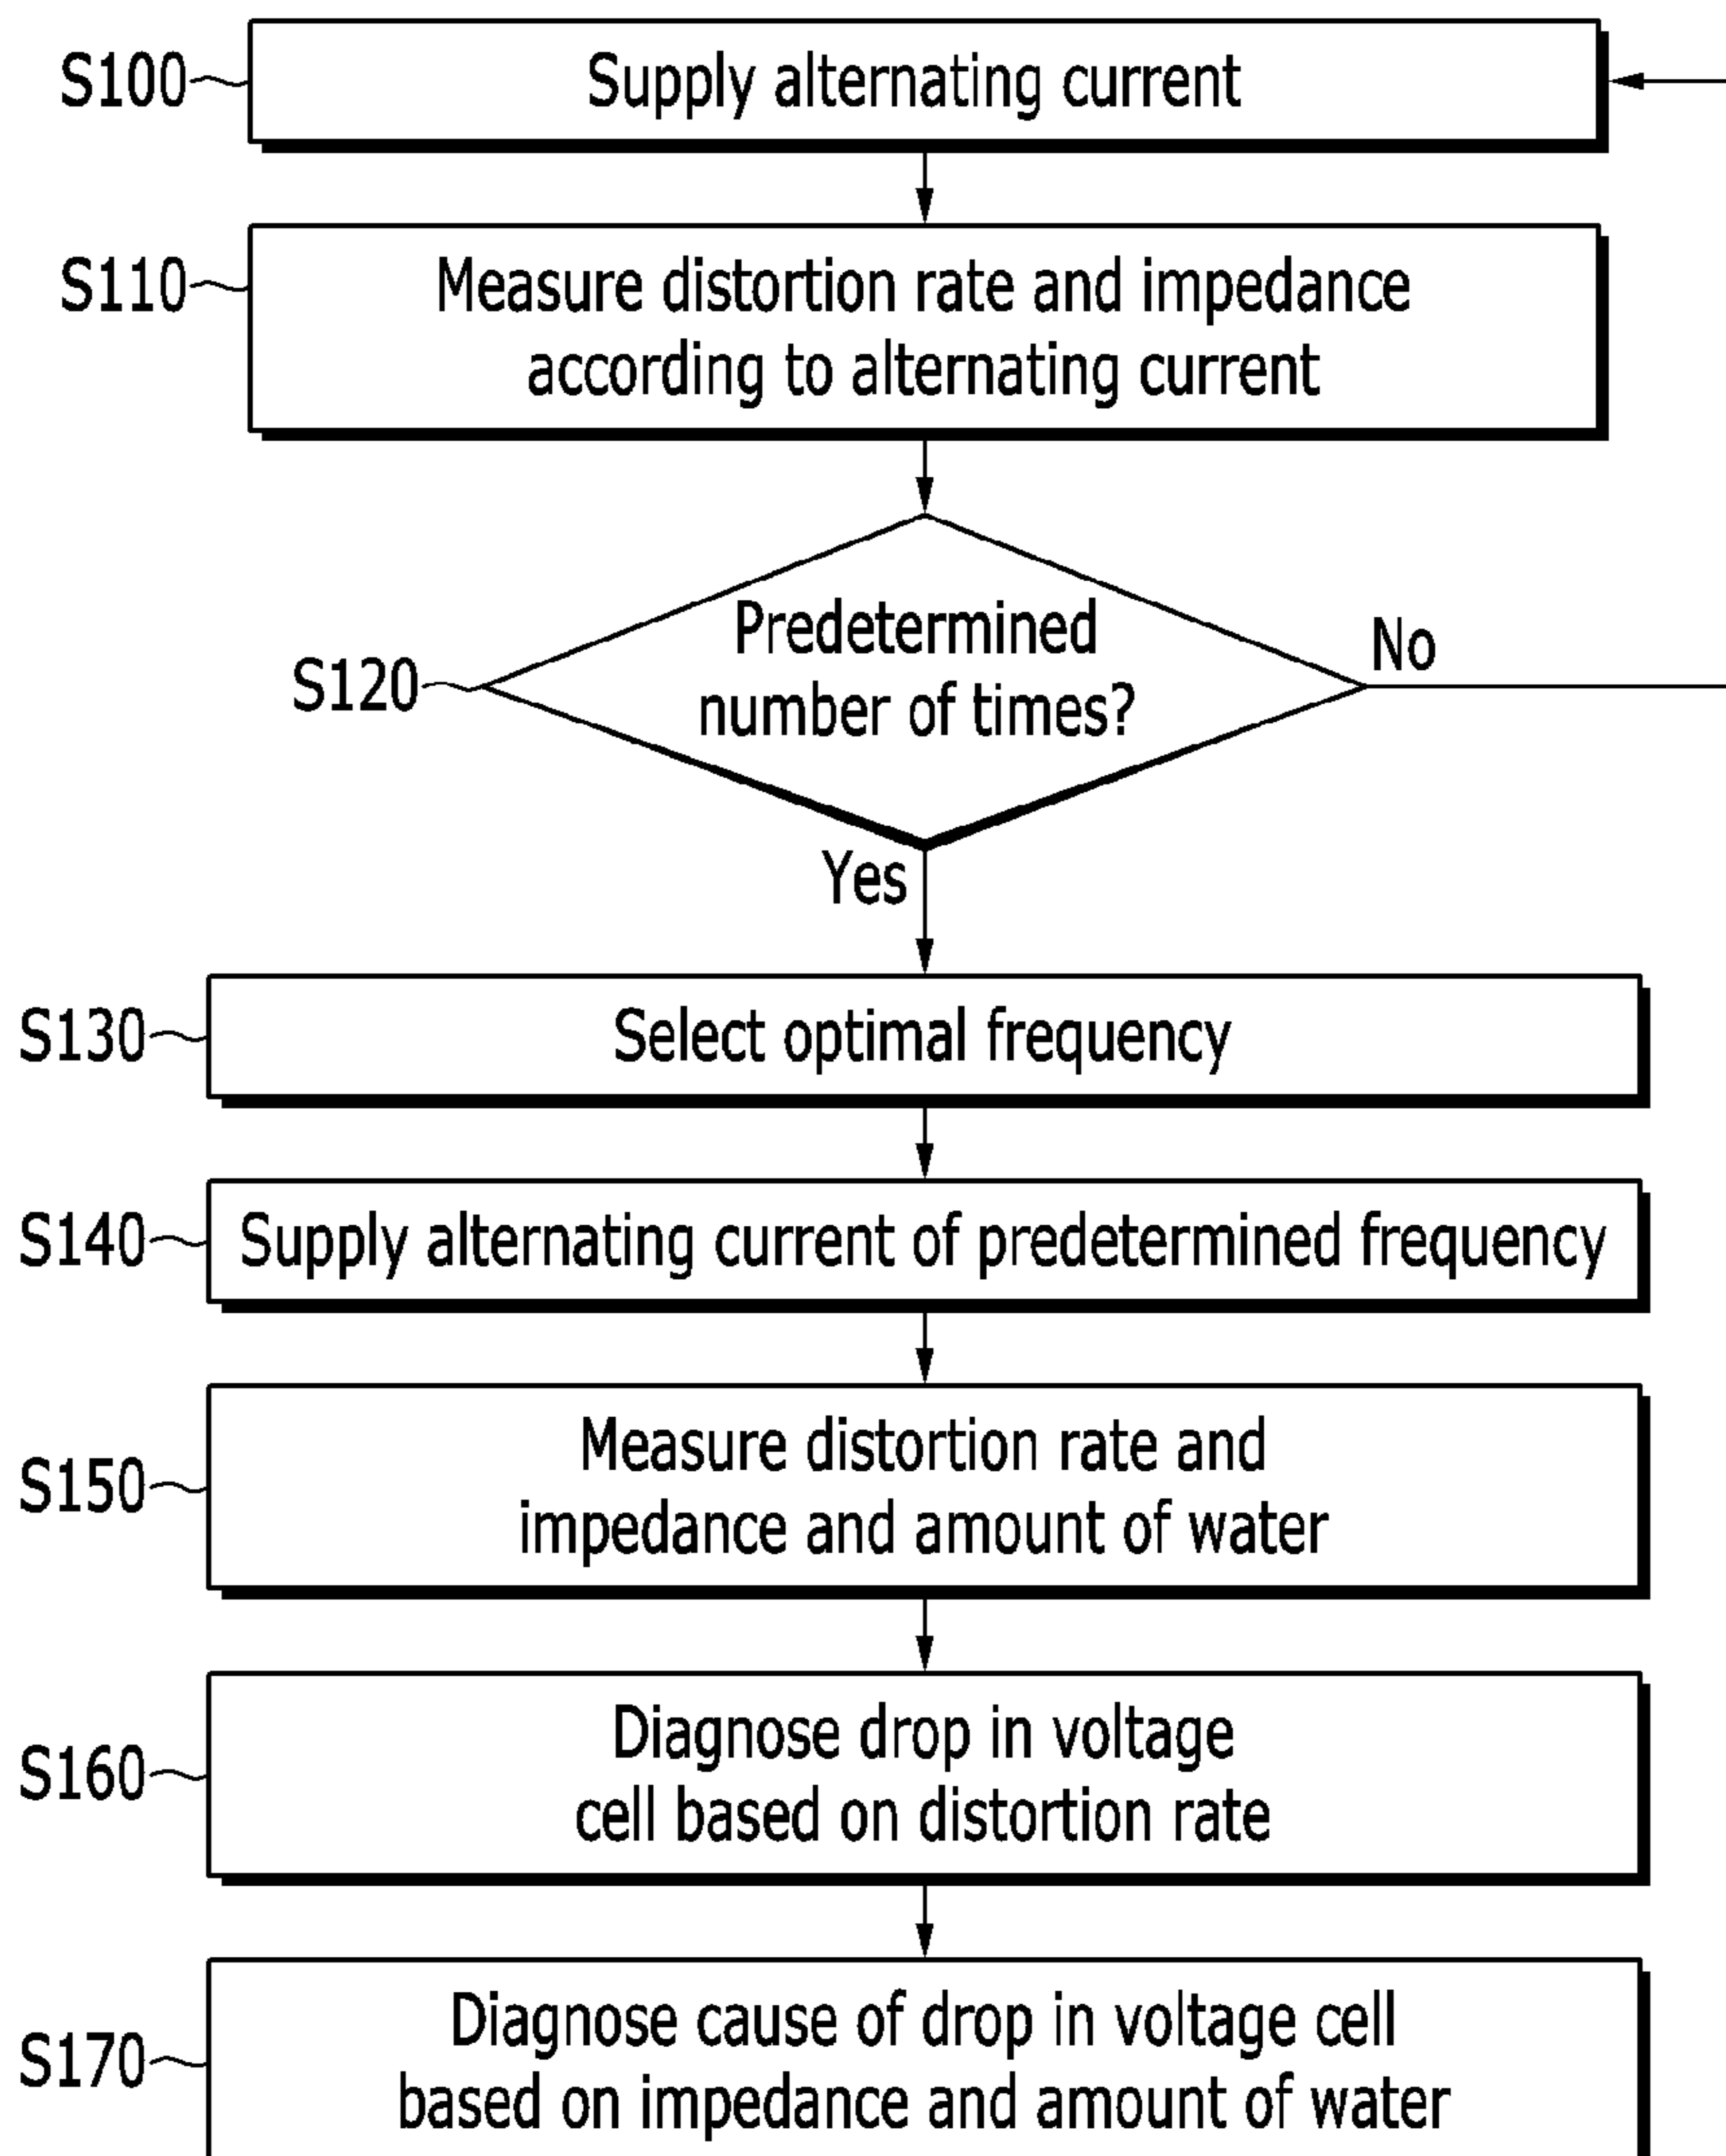 S100
Supply alternating current
S110
Measure distortion rate and impedance
according to alternating current
S120
Predetermined
number of times?
No
Yes
S130
Select optimal frequency
S140
Supply alternating current of predetermined frequency
S150
Measure distortion rate and
impedance and amount of water
S160
Diagnose drop in voltage
cell based on distortion rate
S170
Diagnose cause of drop in voltage cell
based on impedance and amount of water